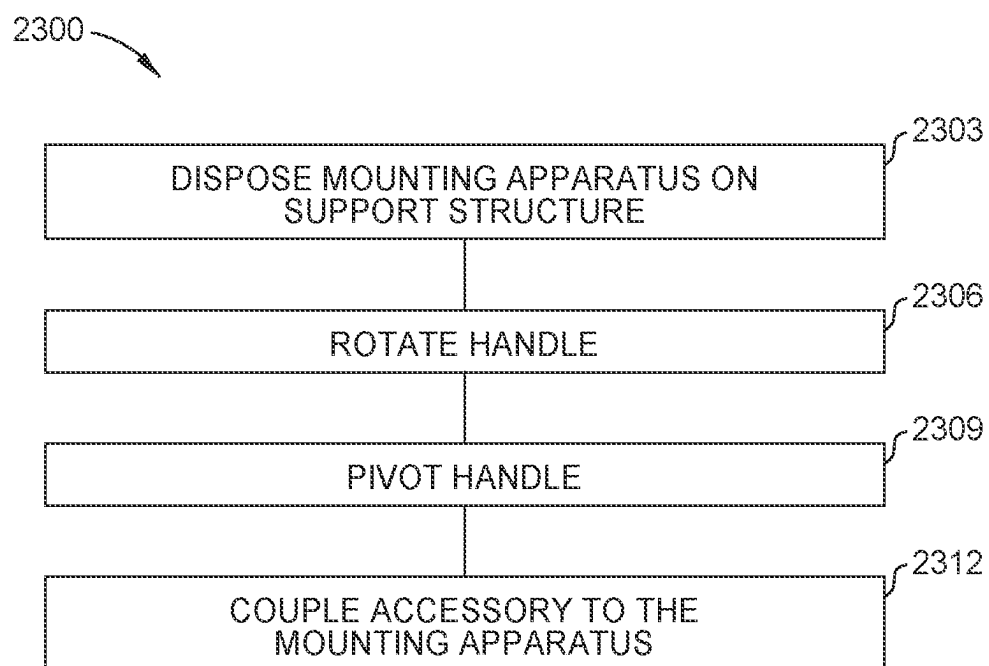 2300
2303
DISPOSE MOUNTING APPARATUS ON
SUPPORT STRUCTURE
2306
ROTATE HANDLE
2309
PIVOT HANDLE
2312
COUPLE ACCESSORY TO THE
MOUNTING APPARATUS